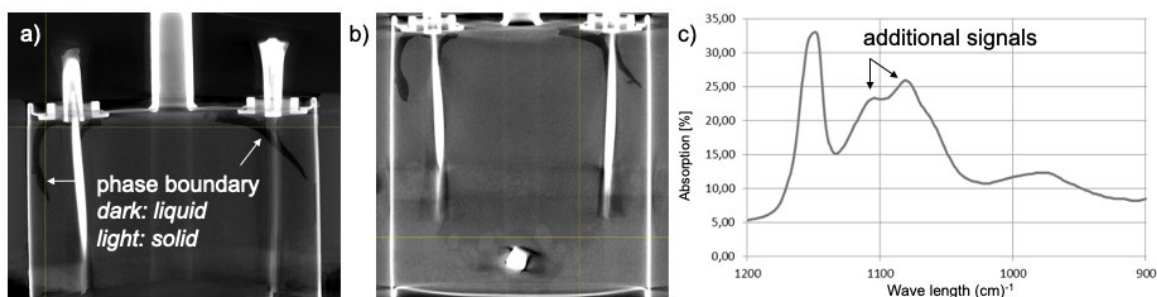 a)
phase boundary
dark: liquid
light: solid
b)
c)
additional signals
Absorption [%]
35,00
30,00
25,00
20,00
15,00
10,00
5,00
0,00
1200
1100
1000
900
Wave length (cm)-1